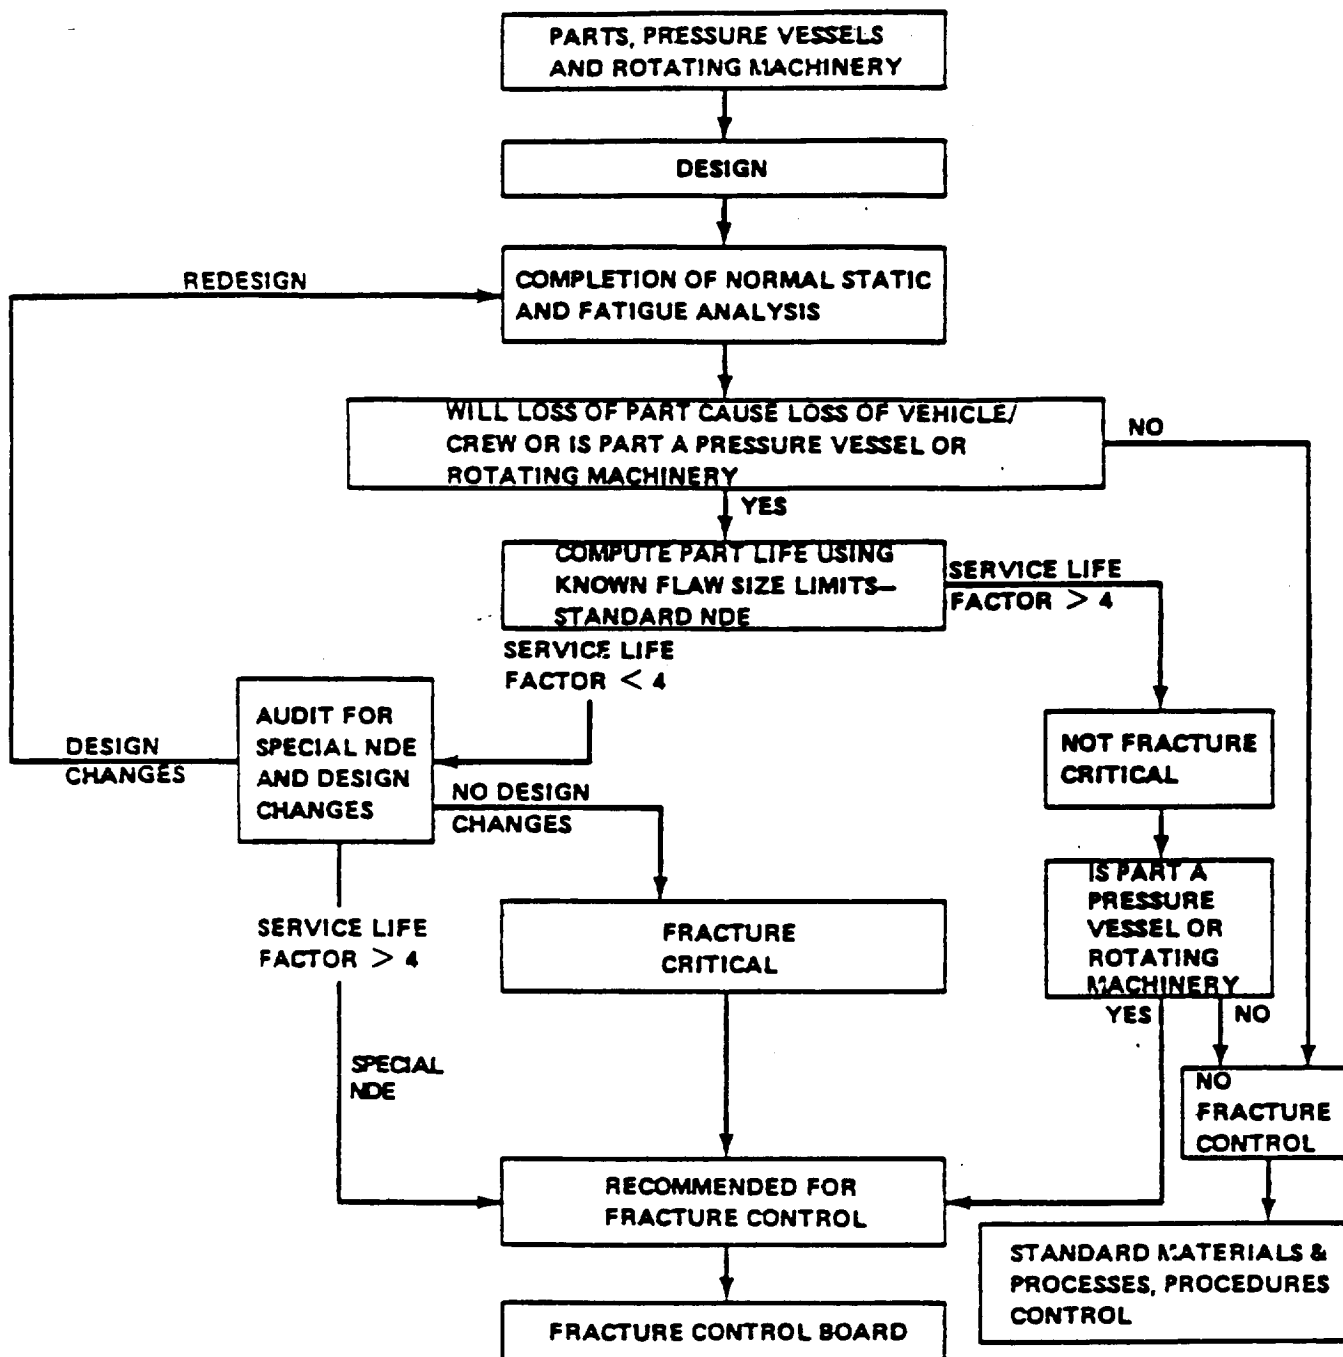 PARTS, PRESSURE VESSELS
AND ROTATING MACHINERY
DESIGN
REDESIGN
COMPLETION OF NORMAL STATIC
AND FATIGUE ANALYSIS
WILL LOSS OF PART CAUSE LOSS OF VEHICLE/
CREW OR IS PART A PRESSURE VESSEL OR
ROTATING MACHINERY
NO
YES
COMPUTE PART LIFE USING
KNOWN FLAW SIZE LIMITS—
STANDARD NDE
SERVICE LIFE
FACTOR > 4
SERVICE LIFE
FACTOR < 4
AUDIT FOR
SPECIAL NDE
AND DESIGN
CHANGES
DESIGN
CHANGES
NO DESIGN
CHANGES
NOT FRACTURE
CRITICAL
IS PART A
PRESSURE
VESSEL OR
ROTATING
MACHINERY
SERVICE LIFE
FACTOR > 4
FRACTURE
CRITICAL
YES
NO
SPECIAL
NDE
NO
FRACTURE
CONTROL
RECOMMENDED FOR
FRACTURE CONTROL
STANDARD MATERIALS &
PROCESSES, PROCEDURES
CONTROL
FRACTURE CONTROL BOARD